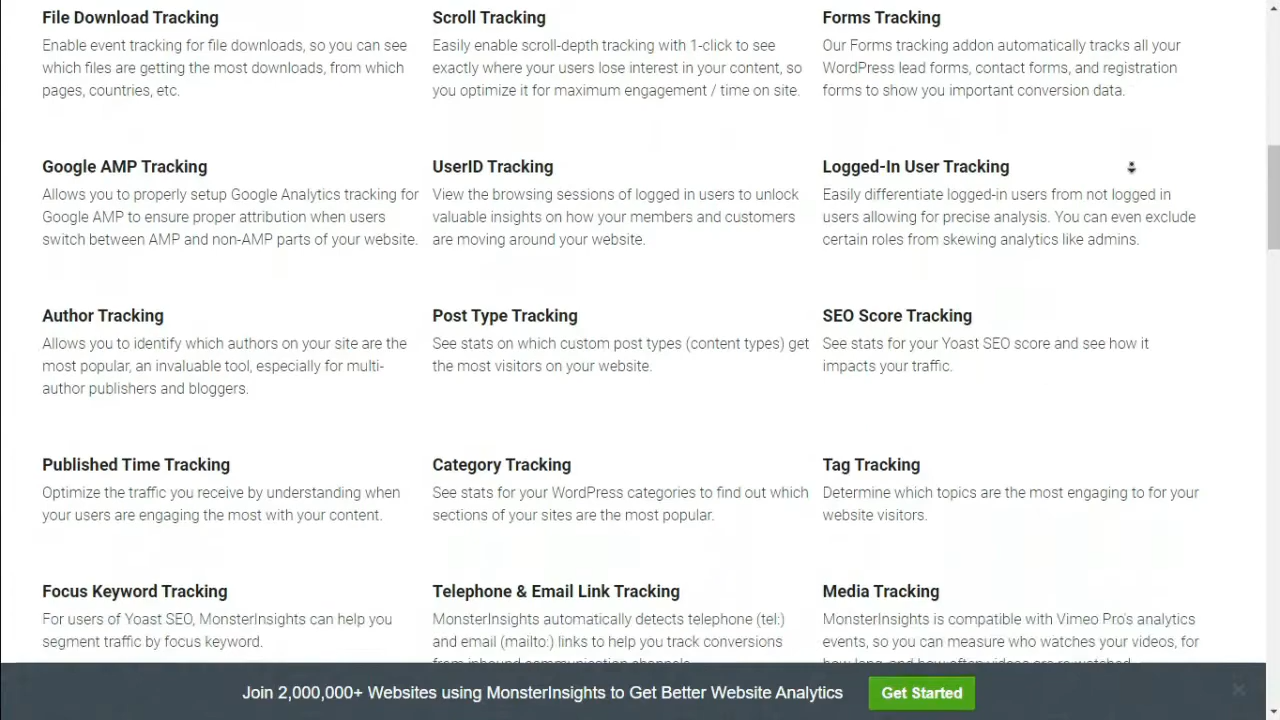 File Download Tracking
Enable event tracking for file downloads, so you can see
which files are getting the most downloads, from which
pages, countries, etc.
Scroll Tracking
Easily enable scroll-depth tracking with 1-click to see
exactly where your users lose interest in your content, so
you optimize it for maximum engagement / time on site.
Forms Tracking
Our Forms tracking addon automatically tracks all your
WordPress lead forms, contact forms, and registration
forms to show you important conversion data.
Google AMP Tracking
Allows you to properly setup Google Analytics tracking for
Google AMP to ensure proper attribution when users
switch between AMP and non-AMP parts of your website.
UserID Tracking
View the browsing sessions of logged in users to unlock
valuable insights on how your members and customers
are moving around your website.
Logged-In User Tracking
Easily differentiate logged-in users from not logged in
users allowing for precise analysis. You can even exclude
certain roles from skewing analytics like admins.
Author Tracking
Allows you to identify which authors on your site are the
most popular, an invaluable tool, especially for multi-
author publishers and bloggers.
Post Type Tracking
See stats on which custom post types (content types) get
the most visitors on your website.
SEO Score Tracking
See stats for your Yoast SEO score and see how it
impacts your traffic.
Published Time Tracking
Optimize the traffic you receive by understanding when
your users are engaging the most with your content.
Category Tracking
See stats for your WordPress categories to find out which
sections of your sites are the most popular.
Tag Tracking
Determine which topics are the most engaging to for your
website visitors.
Focus Keyword Tracking
For users of Yoast SEO, MonsterInsights can help you
segment traffic by focus keyword.
Telephone & Email Link Tracking
MonsterInsights automatically detects telephone (tel:)
and email (mailto:) links to help you track conversions
from inbound communication channels.
Media Tracking
MonsterInsights is compatible with Vimeo Pro's analytics
events, so you can measure who watches your videos, for
how long, and how often videos are re-watched.
Join 2,000,000+ Websites using MonsterInsights to Get Better Website Analytics
Get Started